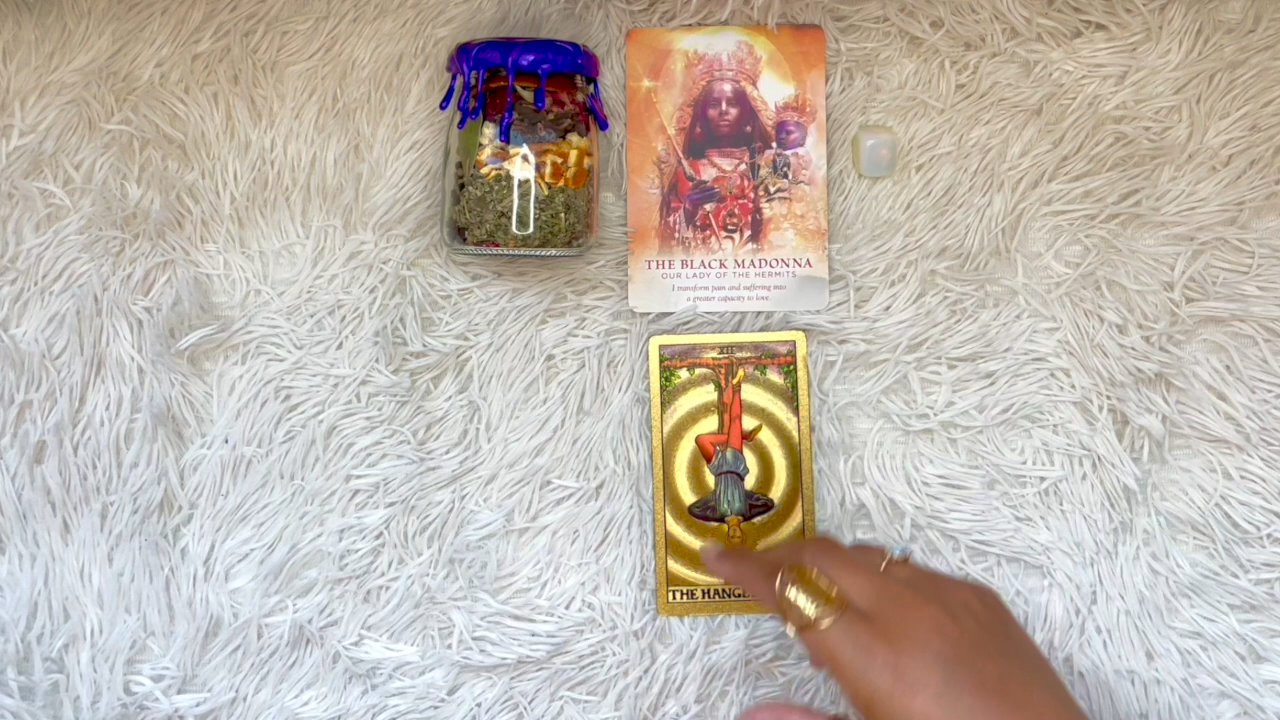 THE BLACK MADONNA
OUR LADY OF THE HERMITS
I transform pain and suffering into
a greater capacity to love.
XII
THE HANGE